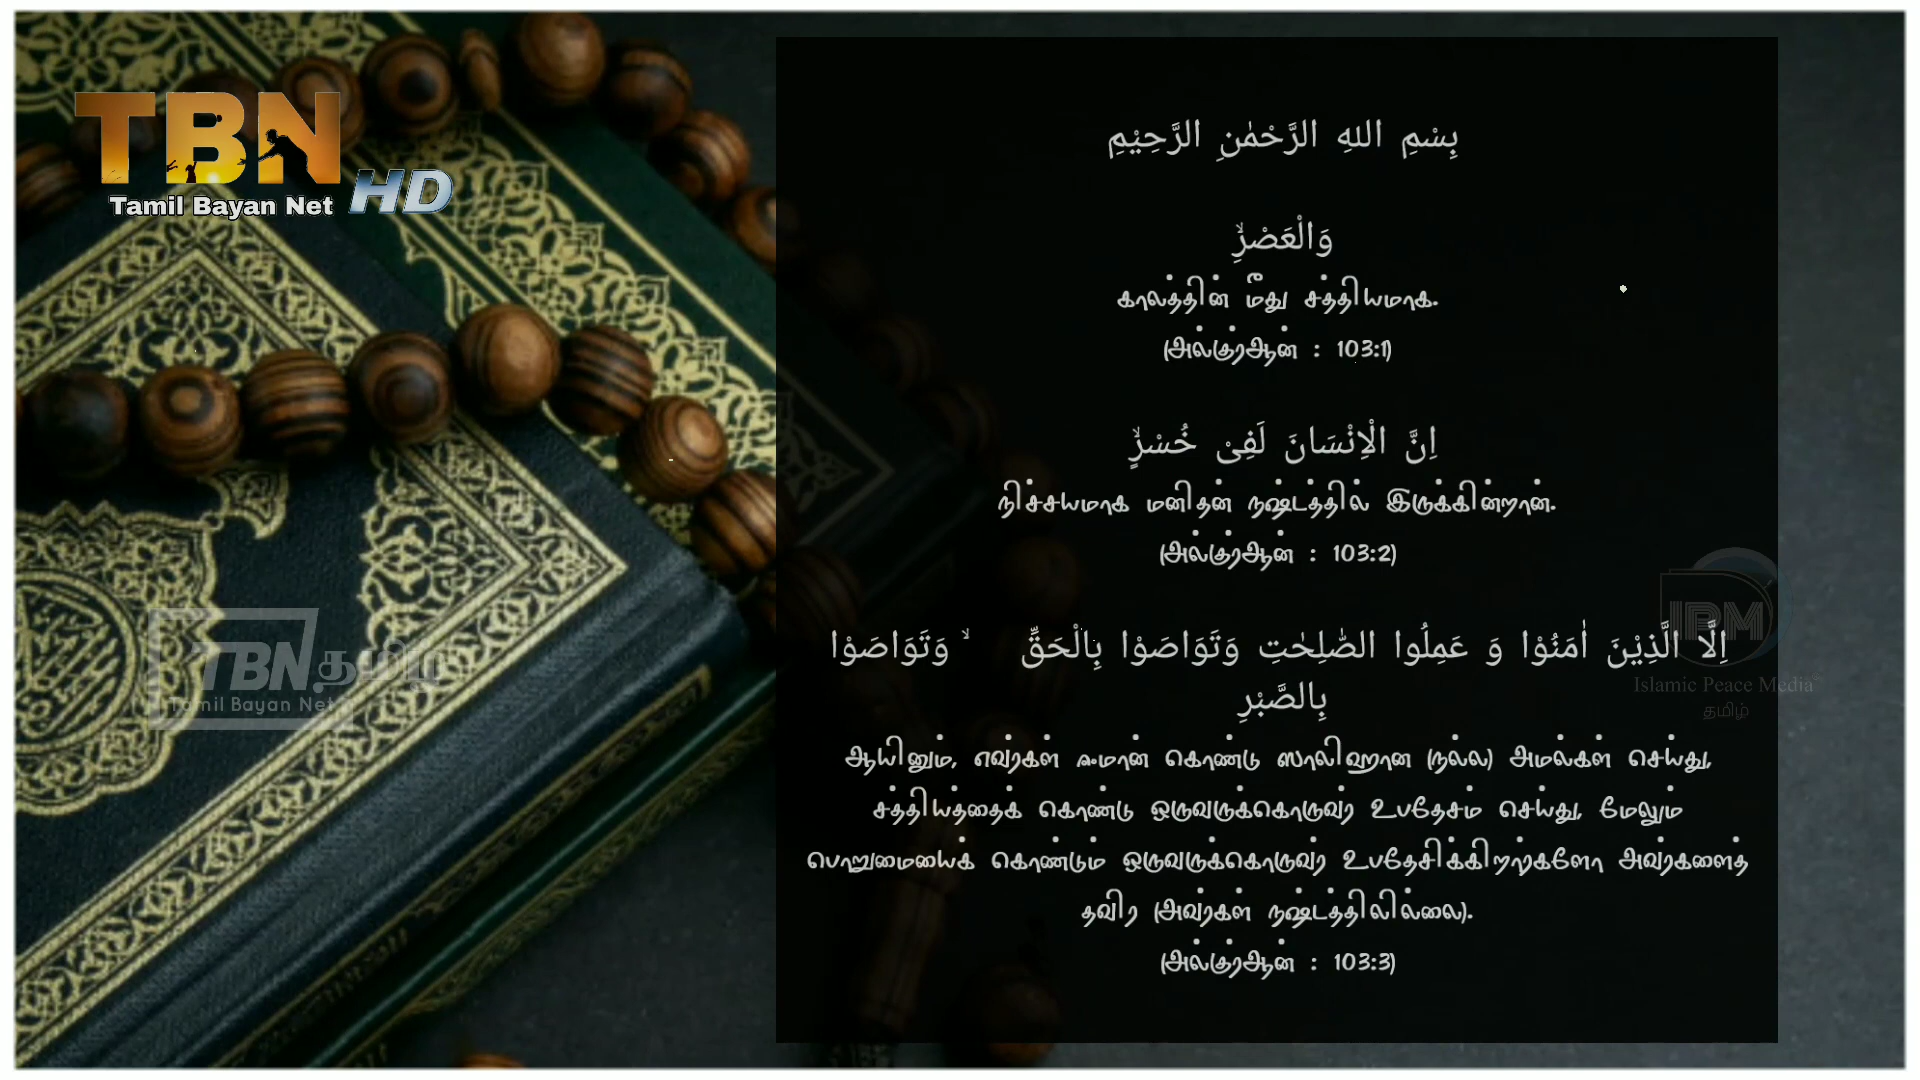 TBN HD
Tamil Bayan Net
بِسْمِ اللهِ الرَّحْمٰنِ الرَّحِيْمِ
وَالْعَصْرِۙ
காலத்தின் மீது சத்தியமாக.
(அல்குர்ஆன் : 103:1)
اِنَّ الْاِنْسَانَ لَفِىْ خُسْرٍۙ
நிச்சயமாக மனிதன் நஷ்டத்தில் இருக்கின்றான்.
(அல்குர்ஆன் : 103:2)
اِلَّا الَّذِيْنَ اٰمَنُوْا وَ عَمِلُوا الصّٰلِحٰتِ وَتَوَاصَوْا بِالْحَقِّ ۙ وَتَوَاصَوْا
بِالصَّبْرِ
ஆயினும், எவர்கள் ஈமான் கொண்டு ஸாலிஹான (நல்ல) அமல்கள் செய்து,
சத்தியத்தைக் கொண்டு ஒருவருக்கொருவர் உபதேசம் செய்து, மேலும்
பொறுமையைக் கொண்டும் ஒருவருக்கொருவர் உபதேசிக்கிறார்களோ அவர்களைத்
தவிர (அவர்கள் நஷ்டத்திலில்லை).
(அல்குர்ஆன் : 103:3)
TBN தமிழ்
Tamil Bayan Net
IPM
Islamic Peace Media
தமிழ்